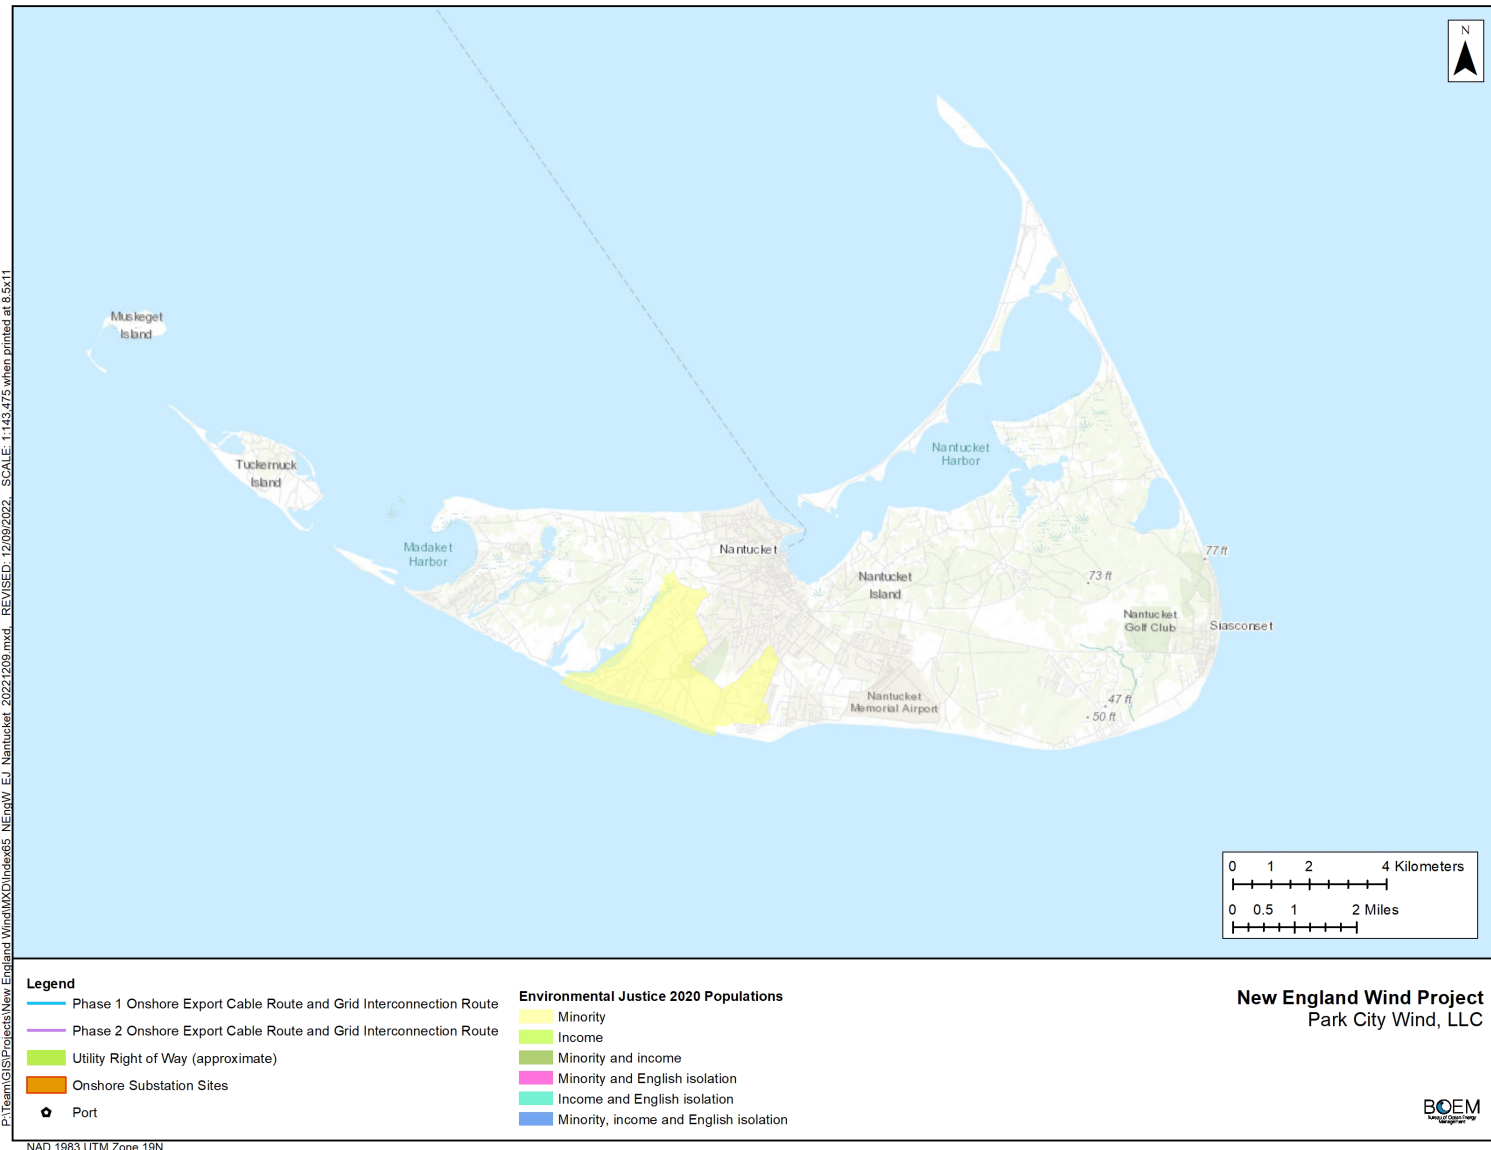 N
Muskeget
Island
Tuckernuck
Island
Madaket
Harbor
Nantucket
Nantucket
Harbor
Nantucket
Island
77 ft
73 ft
Nantucket
Golf Club
Siasconset
Nantucket
Memorial Airport
47 ft
50 ft
0 1 2 4 Kilometers
0 0.5 1 2 Miles
P:\Team\GIS\Projects\New England Wind\MXD\Index65_NEngW_EJ_Nantucket_20221209.mxd, REVISED: 12/09/2022, SCALE: 1:143,475 when printed at 8.5x11
Legend
Phase 1 Onshore Export Cable Route and Grid Interconnection Route
Phase 2 Onshore Export Cable Route and Grid Interconnection Route
Utility Right of Way (approximate)
Onshore Substation Sites
Port
Environmental Justice 2020 Populations
Minority
Income
Minority and income
Minority and English isolation
Income and English isolation
Minority, income and English isolation
New England Wind Project
Park City Wind, LLC
BOEM
Bureau of Ocean Energy
Management
NAD 1983 UTM Zone 19N